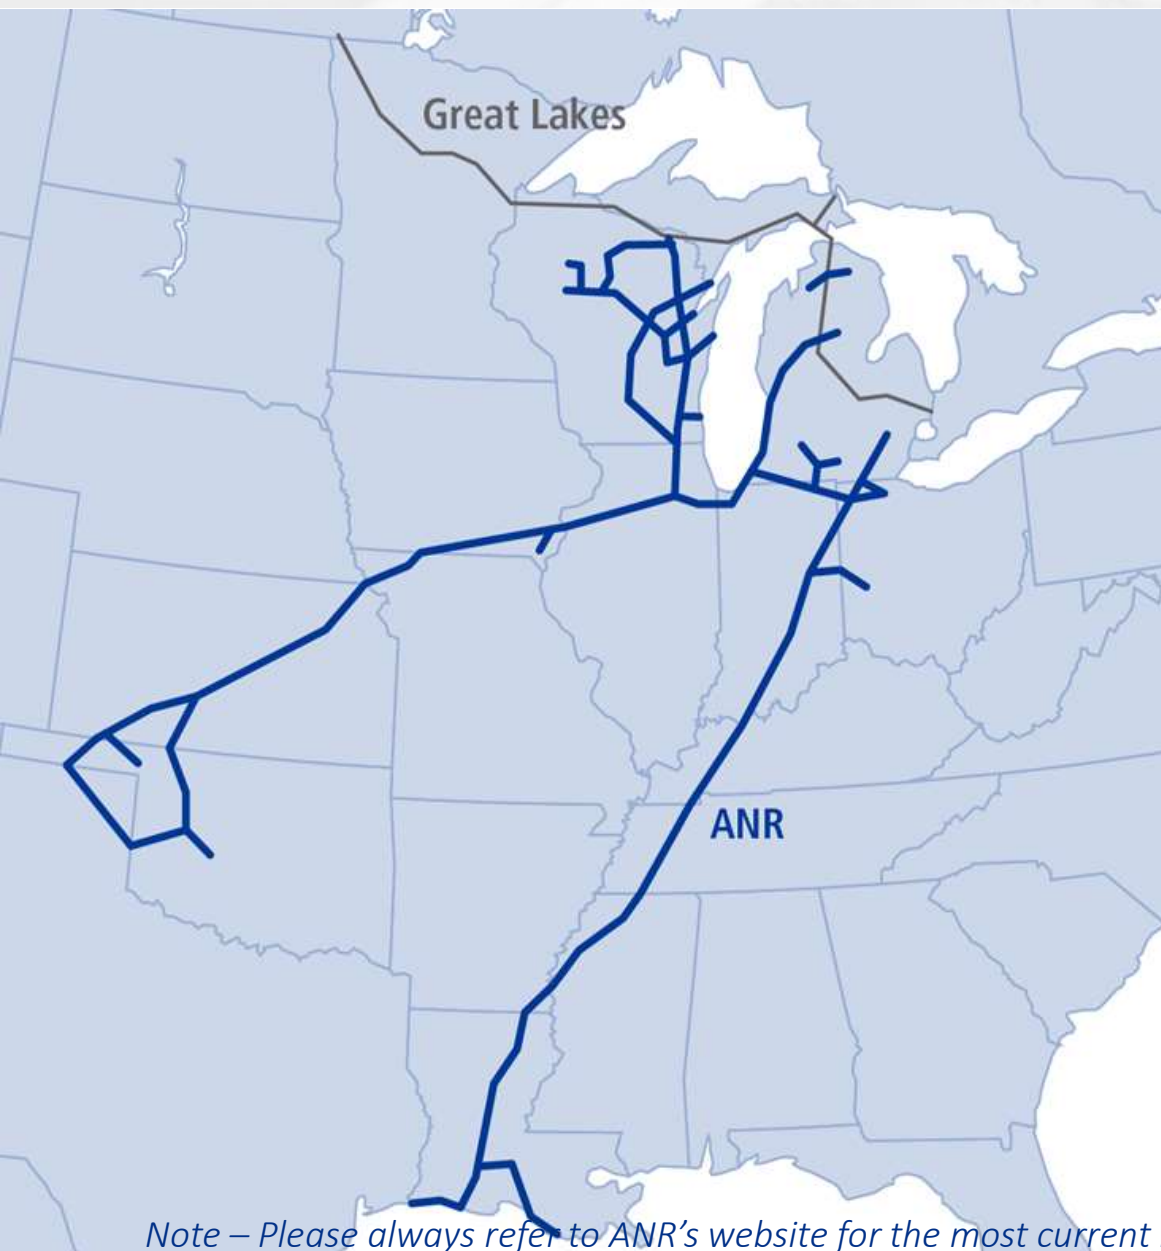 Great Lakes
ANR
Note – Please always refer to ANR's website for the most current